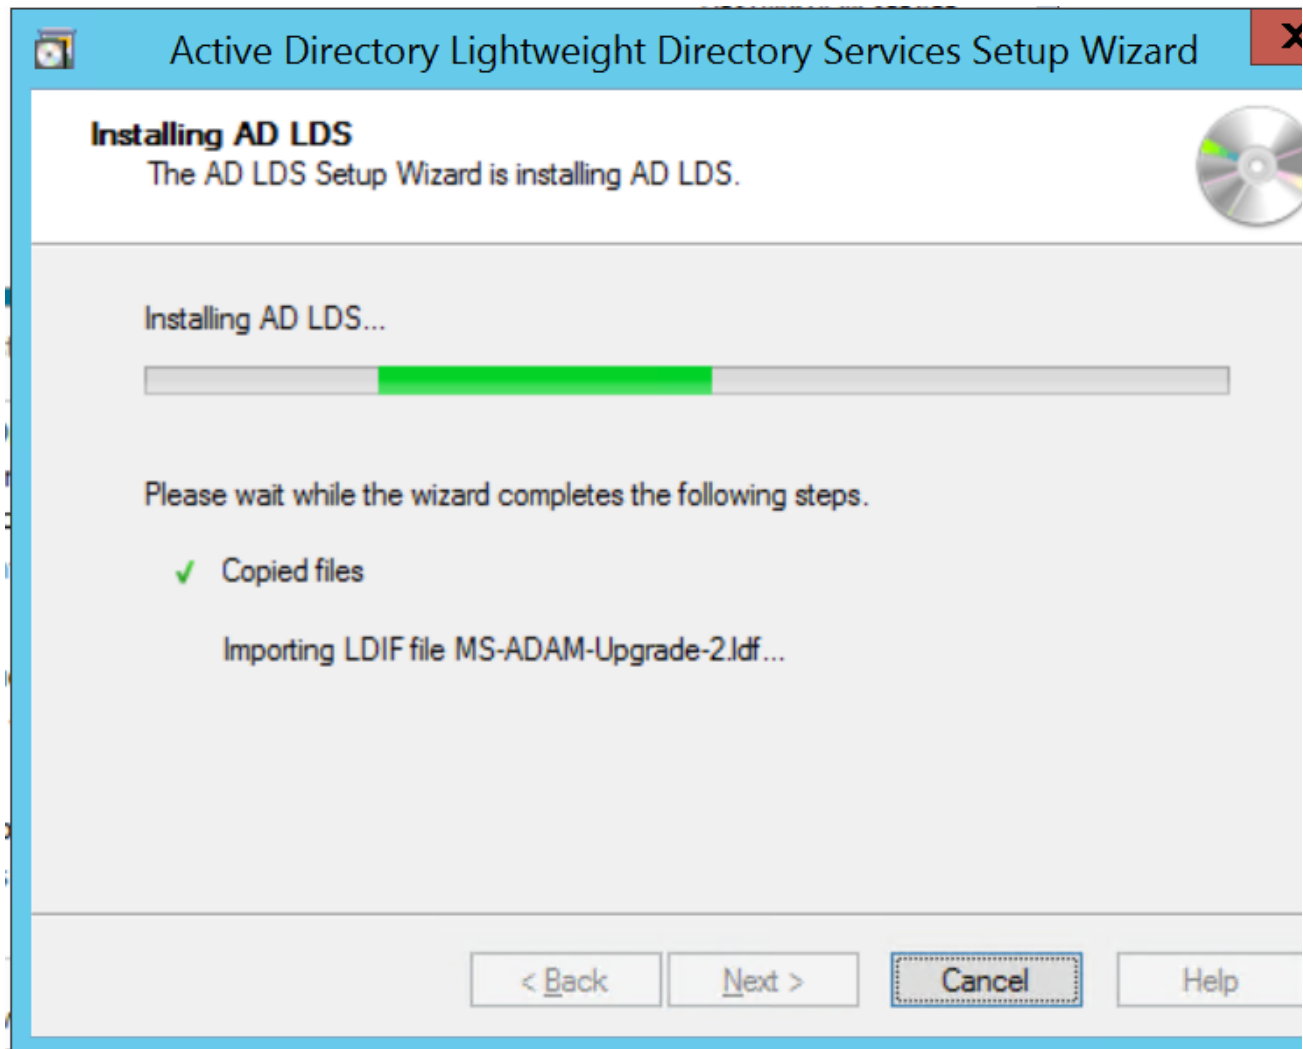 Active Directory Lightweight Directory Services Setup Wizard
Installing AD LDS
The AD LDS Setup Wizard is installing AD LDS.
Installing AD LDS...
Please wait while the wizard completes the following steps.
Copied files
Importing LDIF file MS-ADAM-Upgrade-2.ldf...
< Back Next > Cancel Help